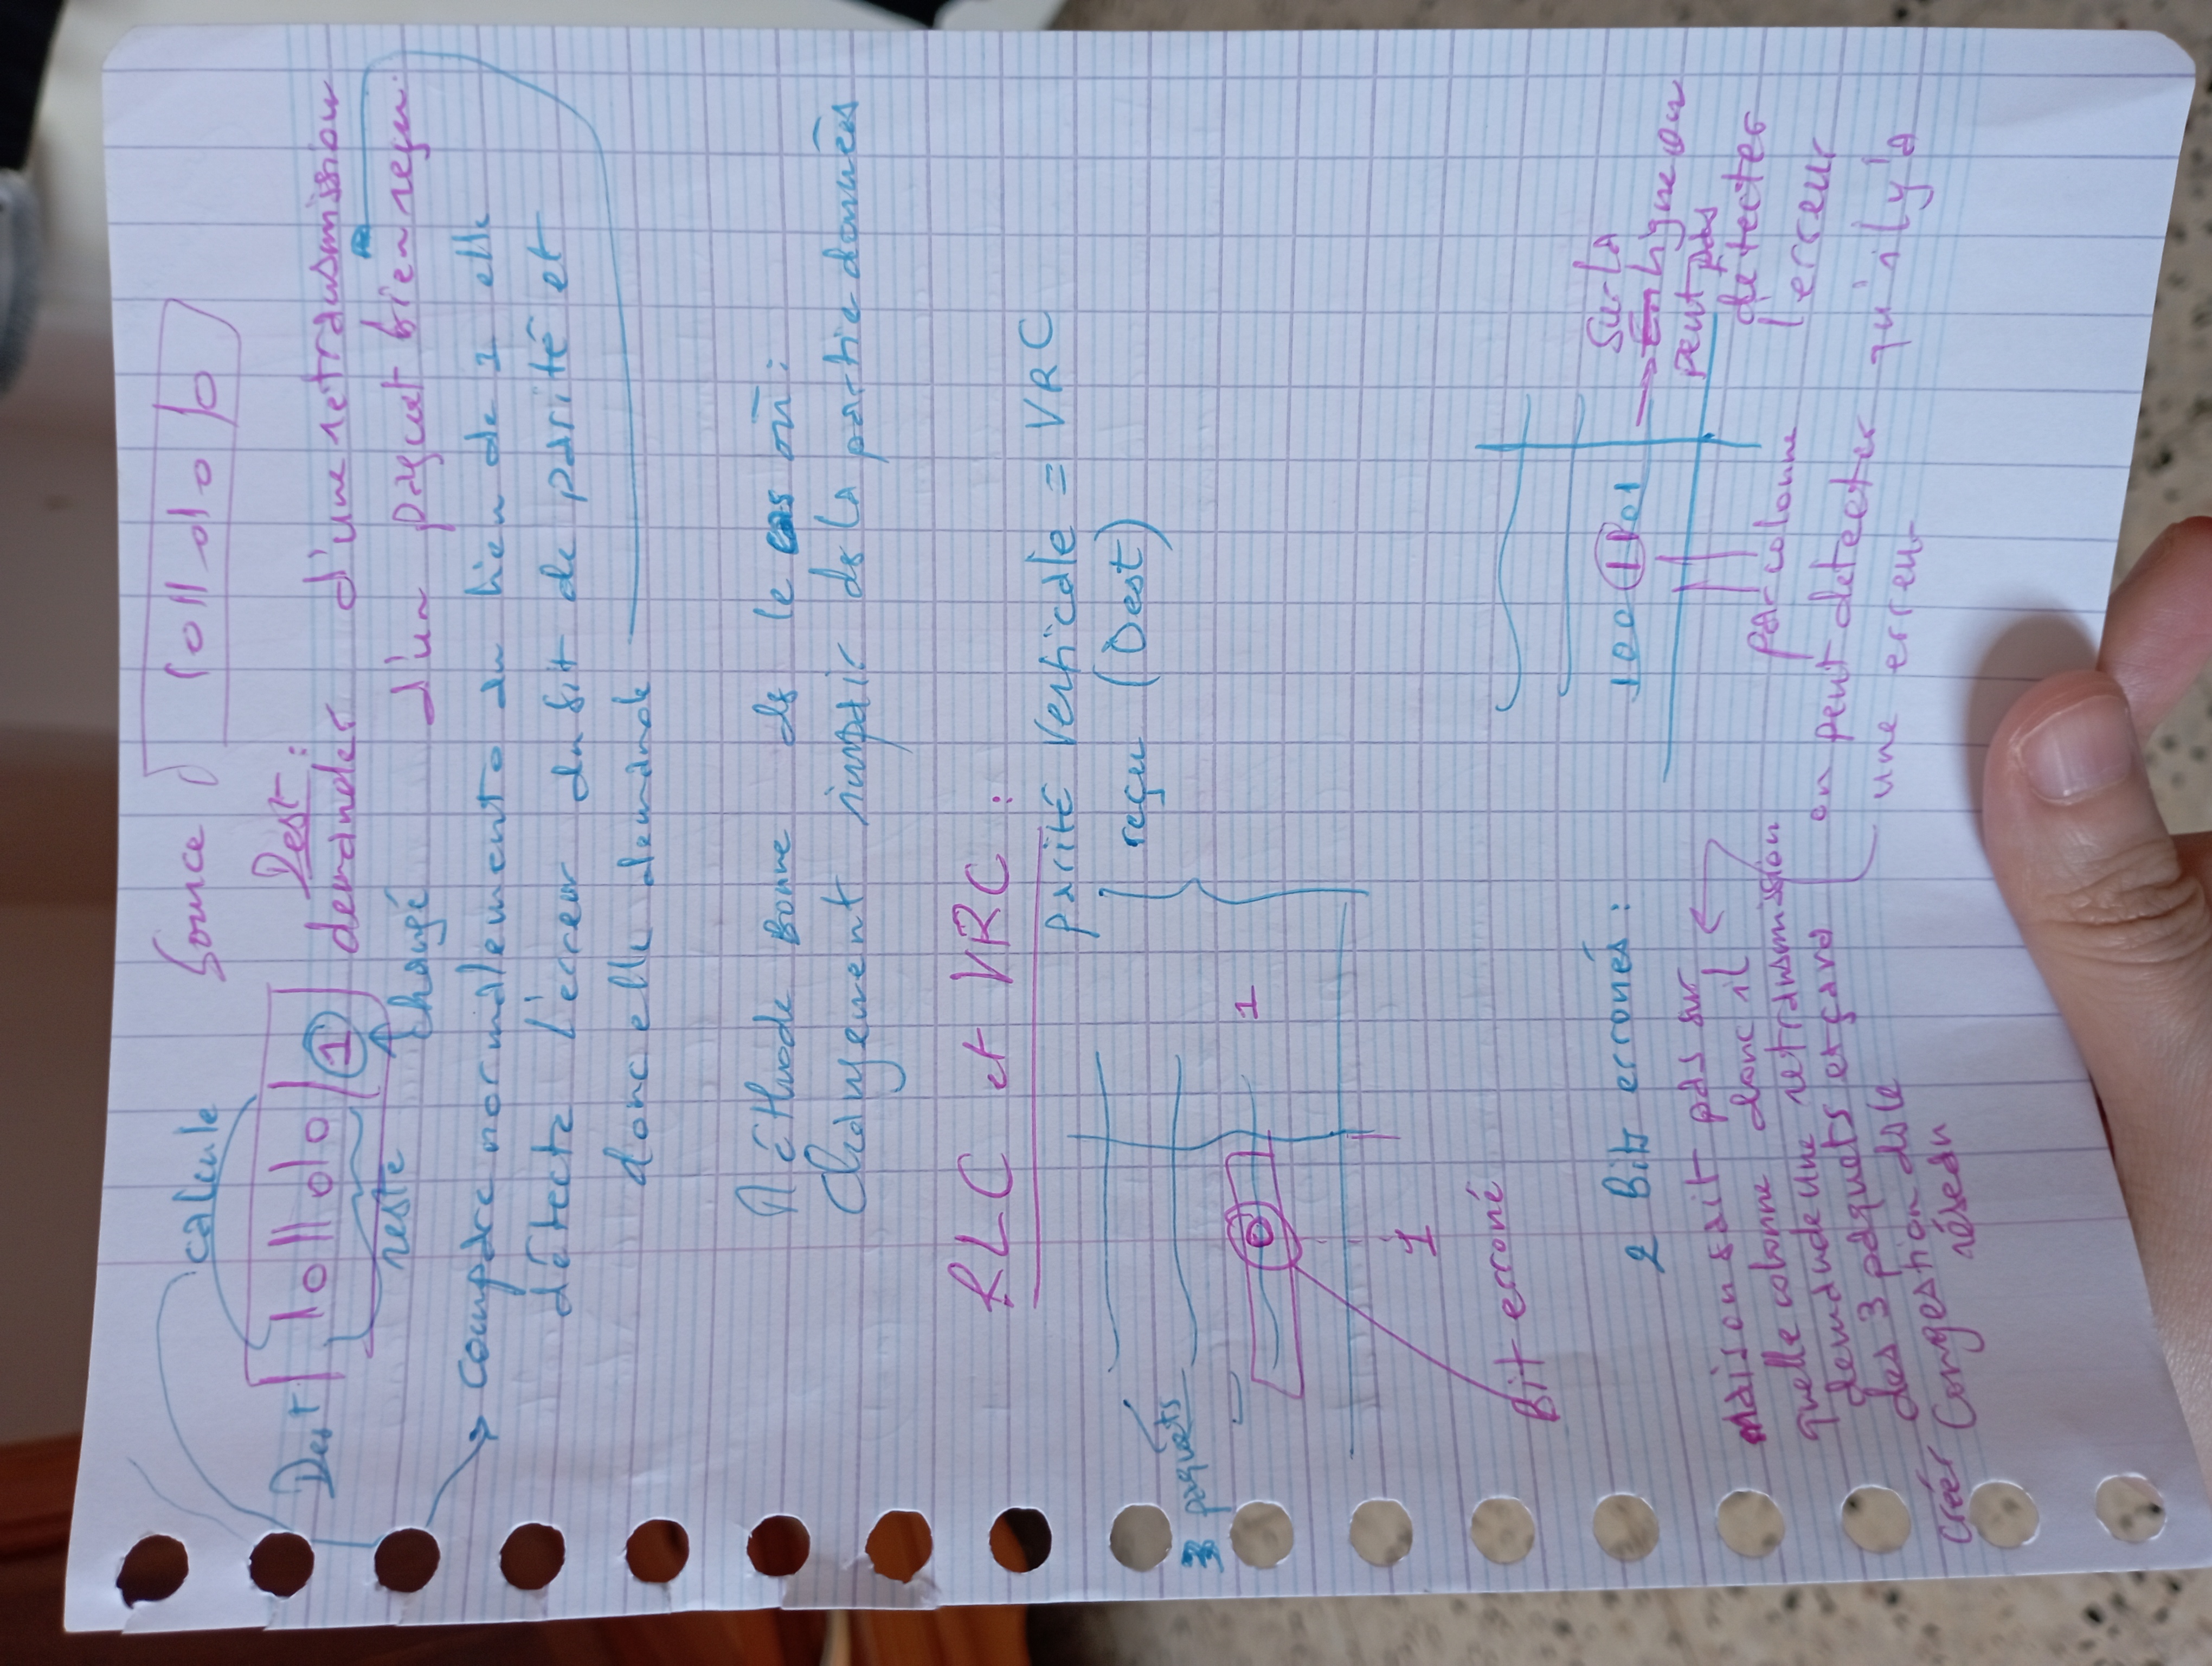 Source 1011010 0
calcule
Dest 1011010 1
reste
changé
Dest :
demander d'une retransmission
d'un paquet bien reçu.
compare normalement 0 au lieu de 1 elle
détecte l'erreur du bit de parité et
donc elle demande
Méthode Bonne ds le cas où :
Changement impair ds la partie données
RLC et VRC :
parité Verticale = VRC
reçu (Dest)
3 paquets
0
1
1
Bit erroné
2 Bits erronés :
1001101
Sur la
ligne on
peut pas
détecter
l'erreur
par colonne
on peut detecter qu'il y'a
une erreur
Mais on sait pas sur
quelle colonne donc il
demande une retransmission
des 3 paquets et ça va
créer Congestion ds le
réseau